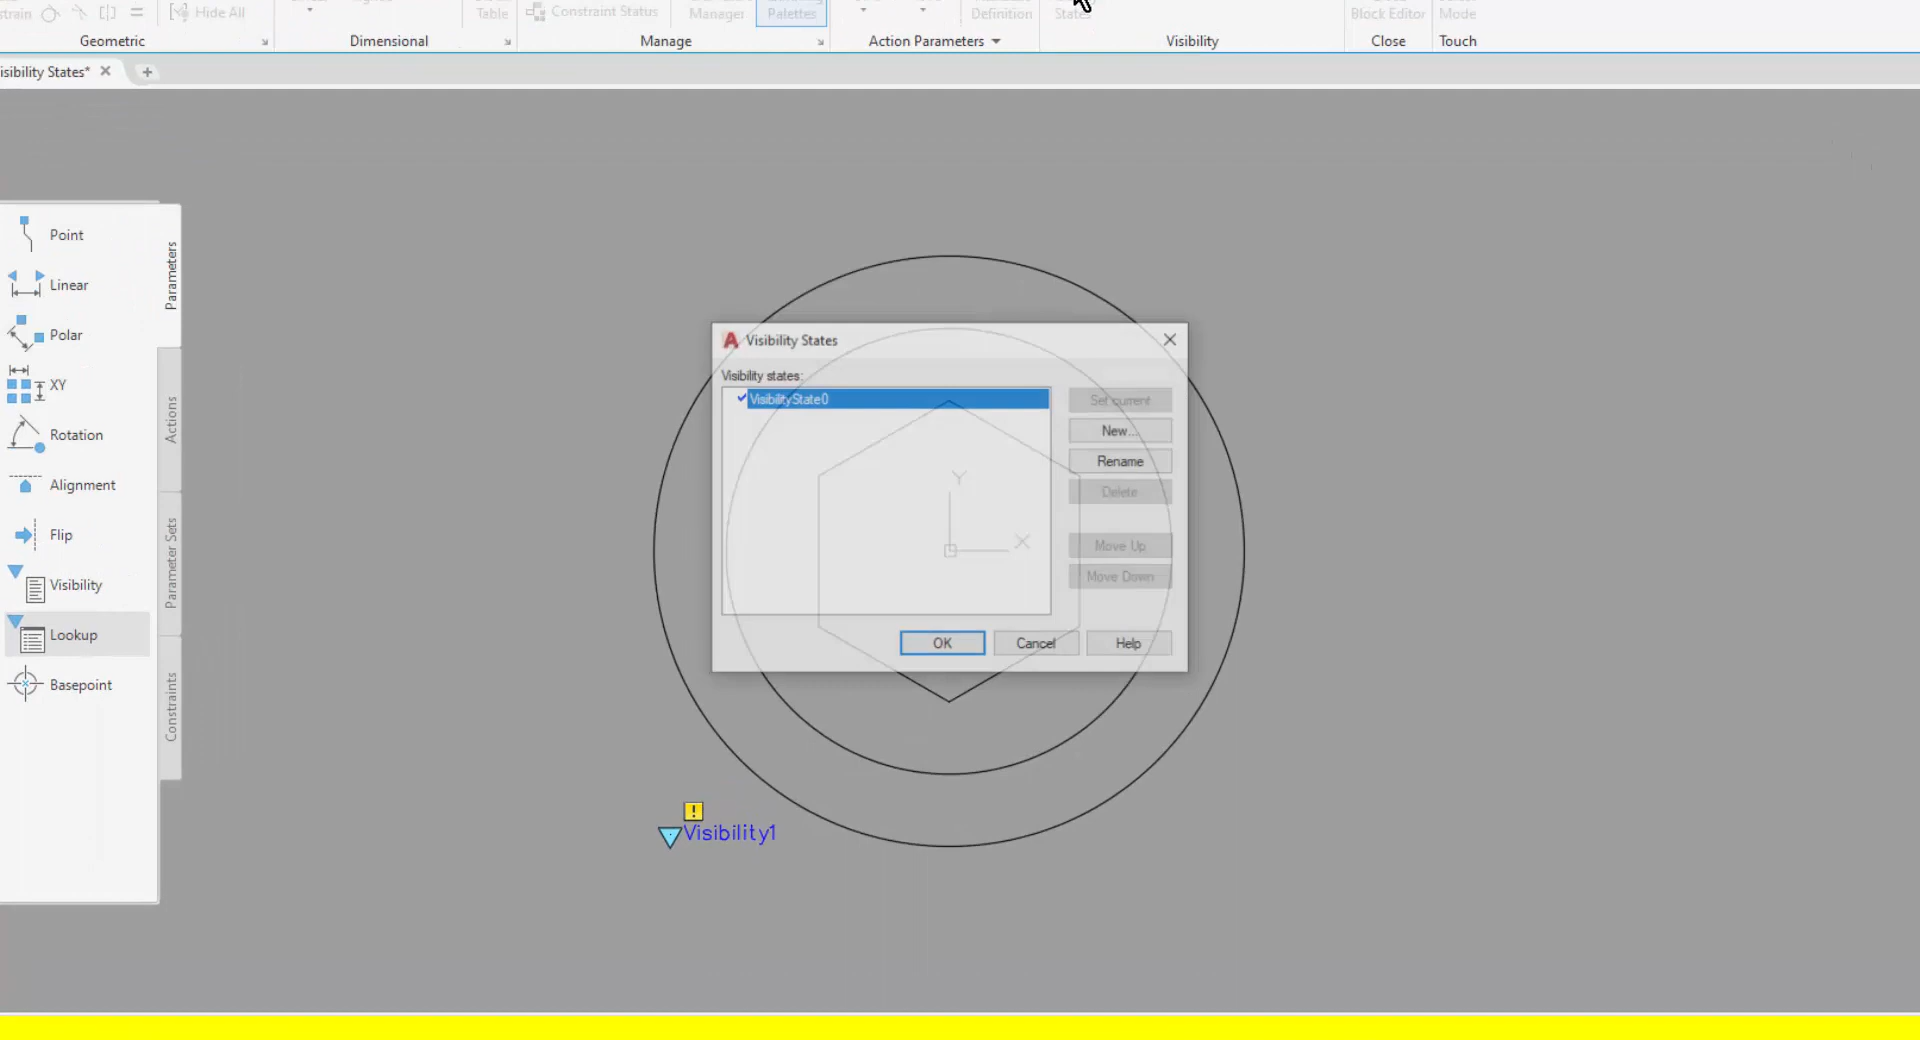 Table
Constraint Status
Hide All
Manager
Palettes
Definition
States
Block Editor
Mode
Geometric
Dimensional
Manage
Action Parameters
Visibility
Close
Touch
isibility States*
Point
Linear
Polar
XY
Rotation
Alignment
Flip
Visibility
Lookup
Basepoint
Parameters
Actions
Parameter Sets
Constraints
Visibility States
Visibility states:
VisibilityState0
Set current
New...
Rename
Delete
Move Up
Move Down
OK
Cancel
Help
Y
X
!
Visibility1